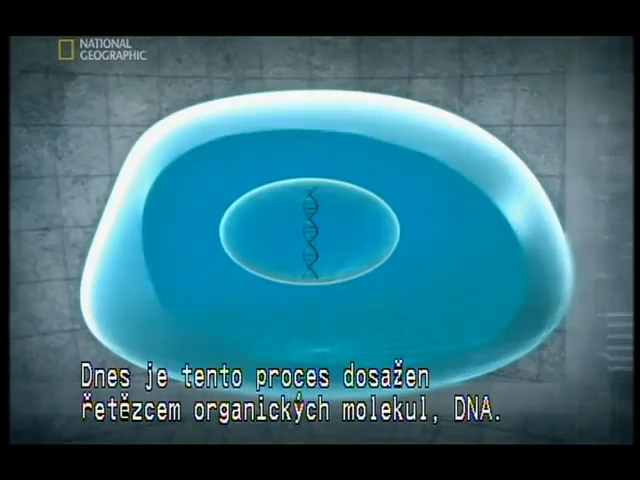 NATIONAL
GEOGRAPHIC
Dnes je tento proces dosažen
řetězcem organických molekul, DNA.